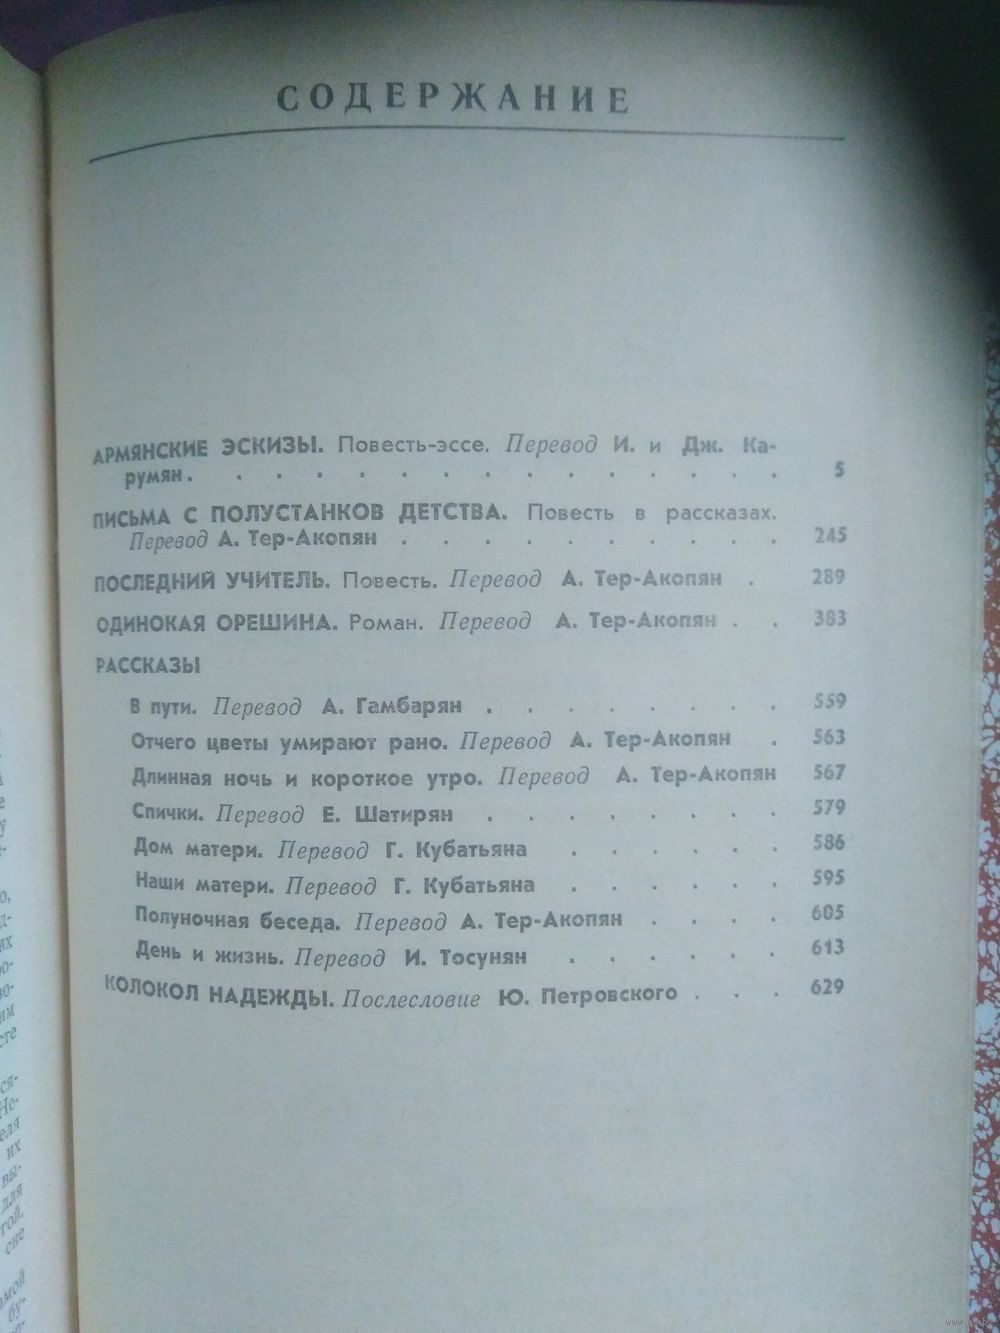 СОДЕРЖАНИЕ
АРМЯНСКИЕ ЭСКИЗЫ. Повесть-эссе. Перевод И. и Дж. Ка-
румян. . . . . . . . . . . . . 5
ПИСЬМА С ПОЛУСТАНКОВ ДЕТСТВА. Повесть в рассказах.
Перевод А. Тер-Акопян . . . . . . . . . . 245
ПОСЛЕДНИЙ УЧИТЕЛЬ. Повесть. Перевод А. Тер-Акопян . 289
ОДИНОКАЯ ОРЕШИНА. Роман. Перевод А. Тер-Акопян . . 383
РАССКАЗЫ
В пути. Перевод А. Гамбарян . . . . . . . . 559
Отчего цветы умирают рано. Перевод А. Тер-Акопян . 563
Длинная ночь и короткое утро. Перевод А. Тер-Акопян 567
Спички. Перевод Е. Шатирян . . . . . . . . 579
Дом матери. Перевод Г. Кубатьяна . . . . . . 586
Наши матери. Перевод Г. Кубатьяна . . . . . . 595
Полуночная беседа. Перевод А. Тер-Акопян . . . . 605
День и жизнь. Перевод И. Тосунян . . . . . . 613
КОЛОКОЛ НАДЕЖДЫ. Послесловие Ю. Петровского . . . 629